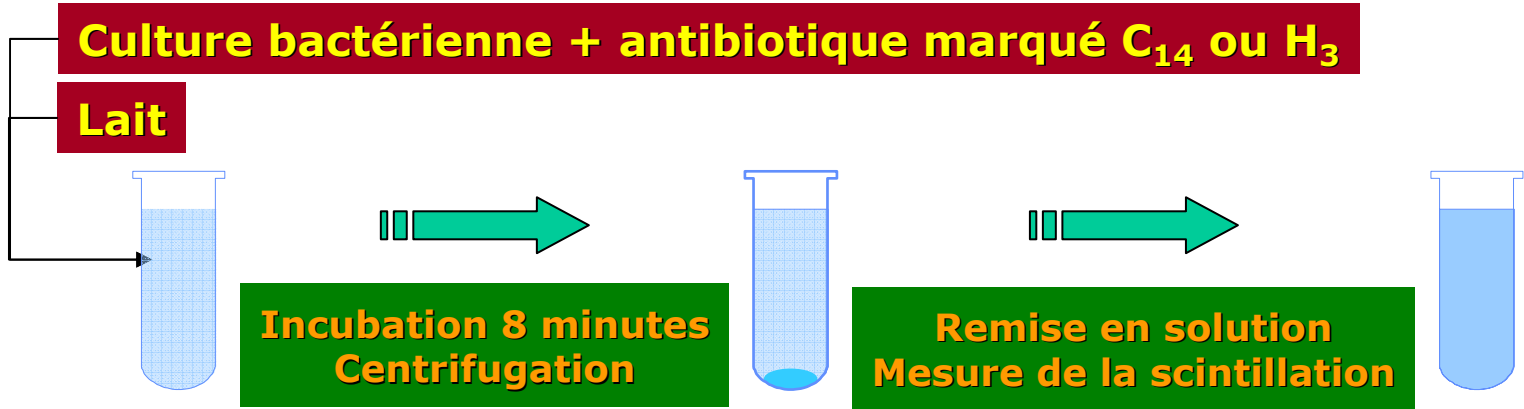 Culture bactérienne + antibiotique marqué C₁₄ ou H₃
Lait
Incubation 8 minutes
Centrifugation
Remise en solution
Mesure de la scintillation